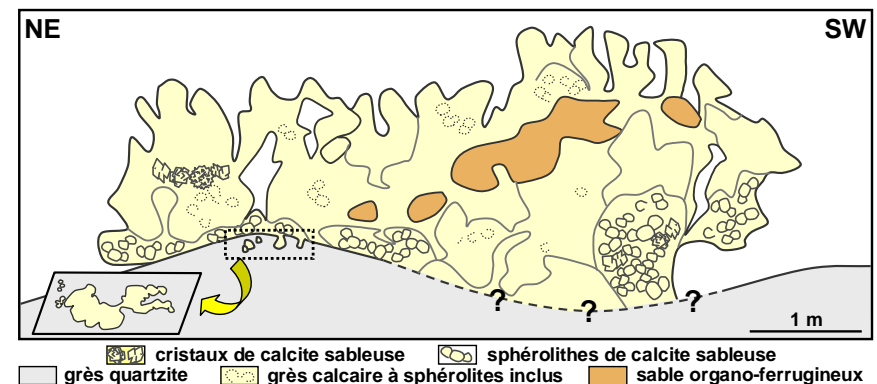 NE SW
? ? ?
1 m
cristaux de calcite sableuse sphérolithes de calcite sableuse
grès quartzite grès calcaire à sphérolites inclus sable organo-ferrugineux